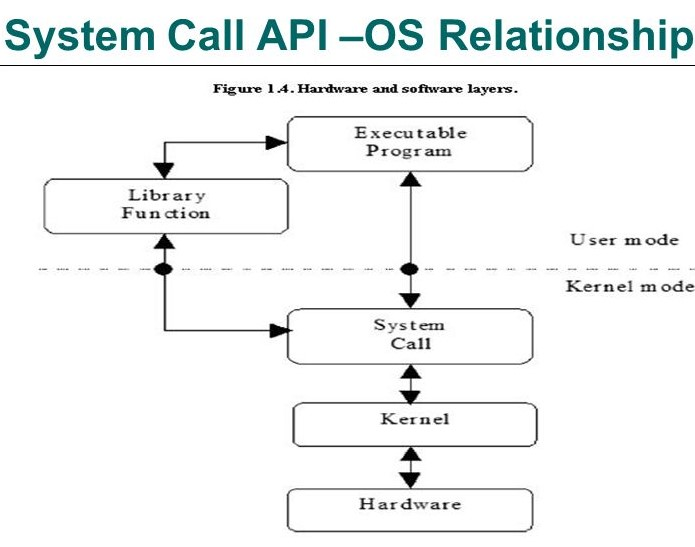 System Call API –OS Relationship
Figure 1.4. Hardware and software layers.
Executable
Program
Library
Function
User mode
Kernel mode
System
Call
Kernel
Hardware